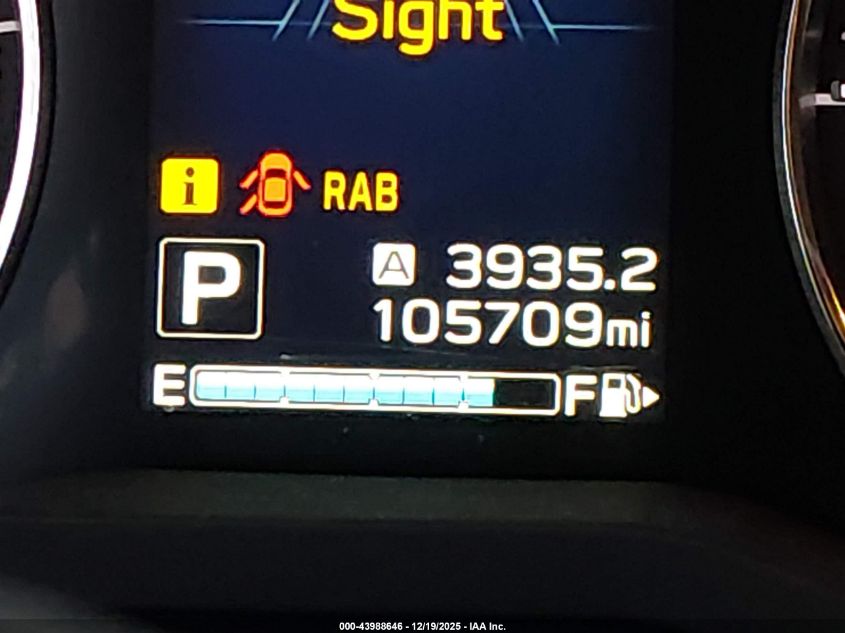 Sight
i RAB
P A 3935.2
105709mi
E F
000-43988646 - 12/19/2025 - IAA Inc.